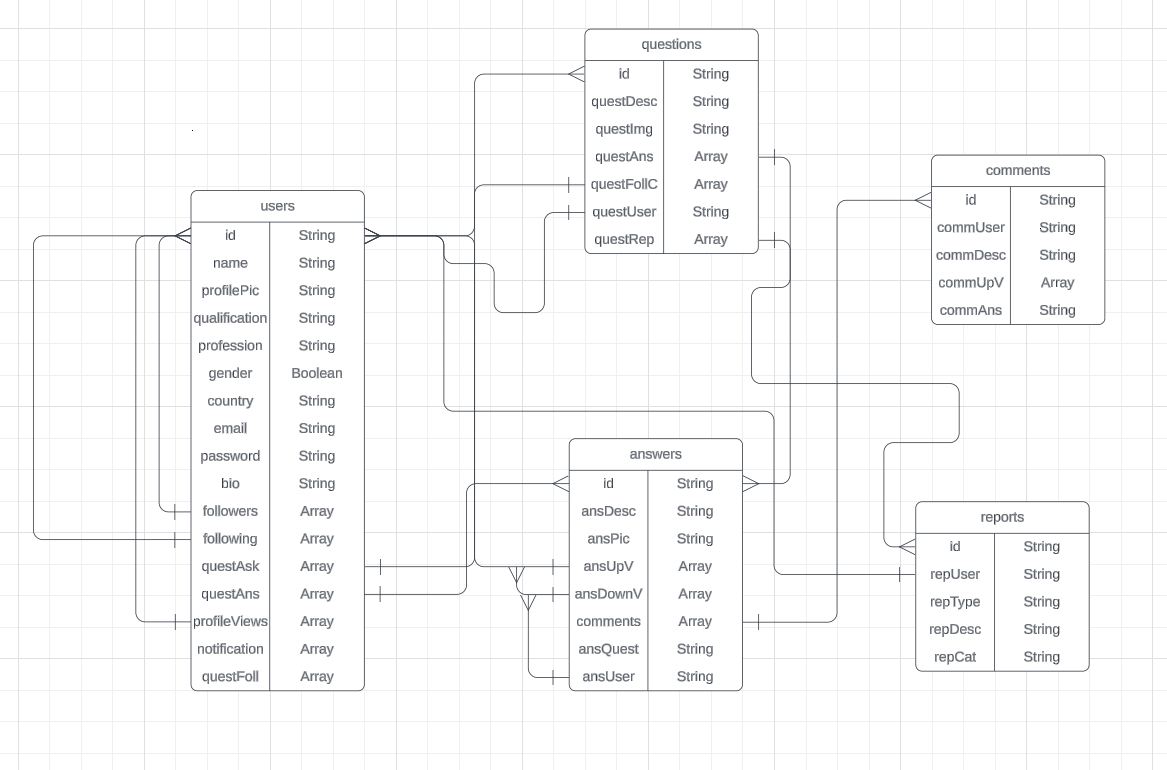 questions
id String
questDesc String
questImg String
questAns Array
questFollC Array
questUser String
questRep Array
comments
id String
commUser String
commDesc String
commUpV Array
commAns String
users
id String
name String
profilePic String
qualification String
profession String
gender Boolean
country String
email String
password String
bio String
followers Array
following Array
questAsk Array
questAns Array
profileViews Array
notification Array
questFoll Array
answers
id String
ansDesc String
ansPic String
ansUpV Array
ansDownV Array
comments Array
ansQuest String
ansUser String
reports
id String
repUser String
repType String
repDesc String
repCat String